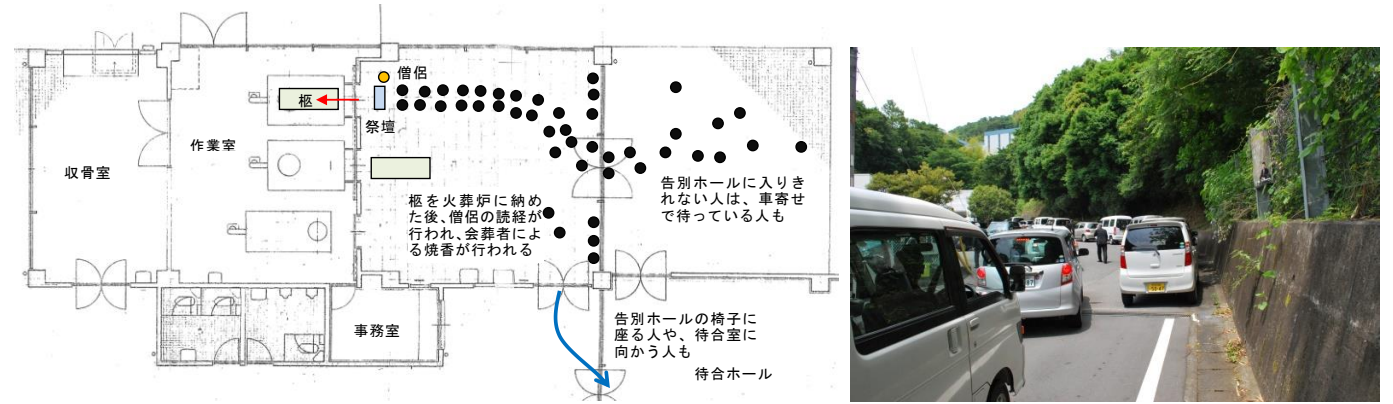 僧侶
柩
祭壇
作業室
収骨室
柩を火葬炉に納め
た後、僧侶の読経が
行われ、会葬者によ
る焼香が行われる
告別ホールに入りき
れない人は、車寄せ
で待っている人も
事務室
告別ホールの椅子に
座る人や、待合室に
向かう人も
待合ホール